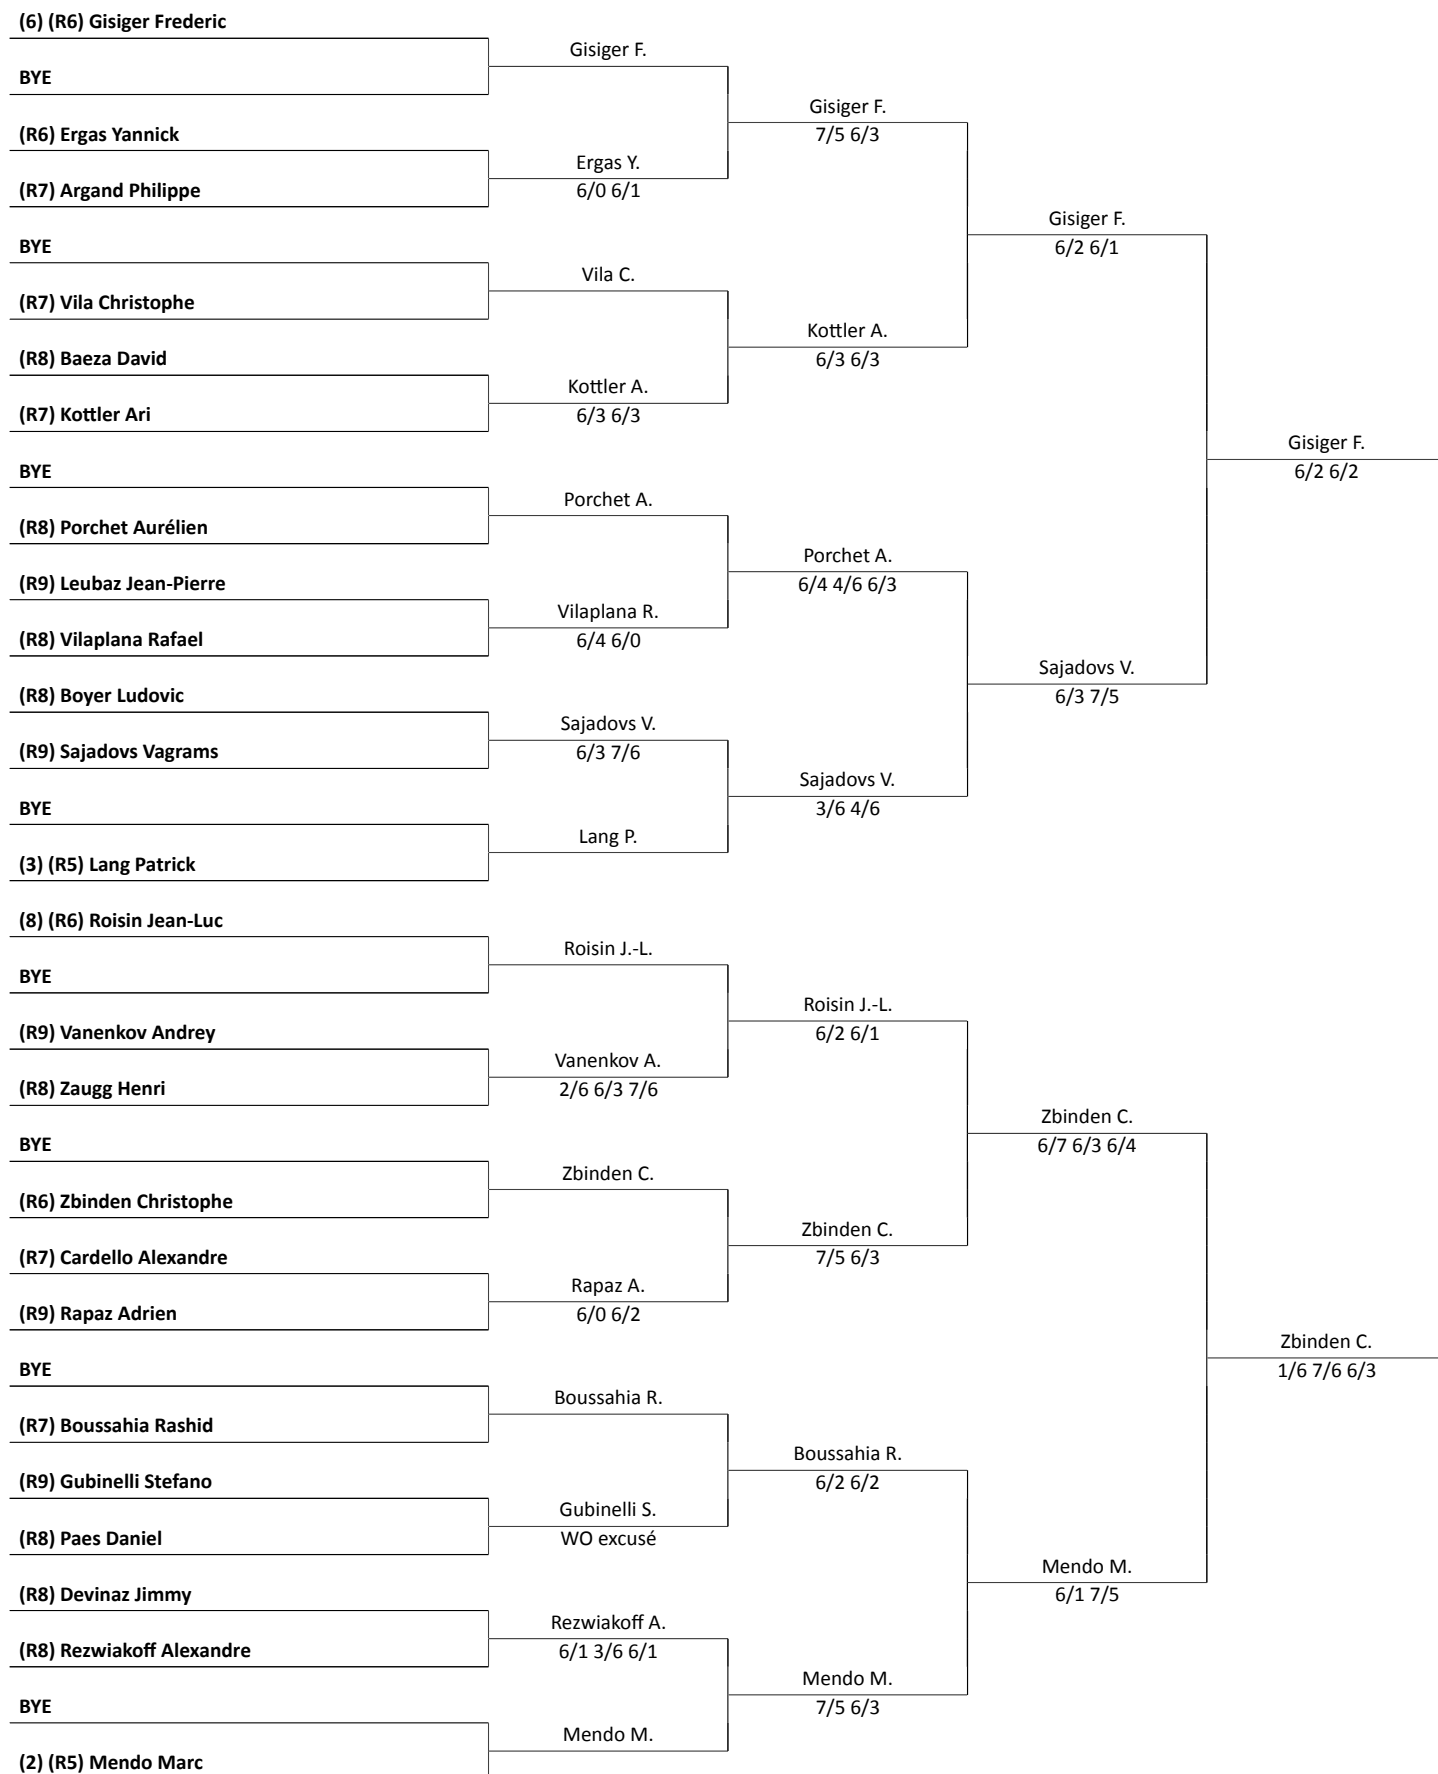 (6) (R6) Gisiger Frederic
BYE
(R6) Ergas Yannick
(R7) Argand Philippe
BYE
(R7) Vila Christophe
(R8) Baeza David
(R7) Kottler Ari
BYE
(R8) Porchet Aurélien
(R9) Leubaz Jean-Pierre
(R8) Vilaplana Rafael
(R8) Boyer Ludovic
(R9) Sajadovs Vagrams
BYE
(3) (R5) Lang Patrick
(8) (R6) Roisin Jean-Luc
BYE
(R9) Vanenkov Andrey
(R8) Zaugg Henri
BYE
(R6) Zbinden Christophe
(R7) Cardello Alexandre
(R9) Rapaz Adrien
BYE
(R7) Boussahia Rashid
(R9) Gubinelli Stefano
(R8) Paes Daniel
(R8) Devinaz Jimmy
(R8) Rezwiakoff Alexandre
BYE
(2) (R5) Mendo Marc
Gisiger F.
Ergas Y.
6/0 6/1
Vila C.
Kottler A.
6/3 6/3
Porchet A.
Vilaplana R.
6/4 6/0
Sajadovs V.
6/3 7/6
Lang P.
Roisin J.-L.
Vanenkov A.
2/6 6/3 7/6
Zbinden C.
Rapaz A.
6/0 6/2
Boussahia R.
Gubinelli S.
WO excusé
Rezwiakoff A.
6/1 3/6 6/1
Mendo M.
Gisiger F.
7/5 6/3
Kottler A.
6/3 6/3
Porchet A.
6/4 4/6 6/3
Sajadovs V.
3/6 4/6
Roisin J.-L.
6/2 6/1
Zbinden C.
7/5 6/3
Boussahia R.
6/2 6/2
Mendo M.
7/5 6/3
Gisiger F.
6/2 6/1
Sajadovs V.
6/3 7/5
Zbinden C.
6/7 6/3 6/4
Mendo M.
6/1 7/5
Gisiger F.
6/2 6/2
Zbinden C.
1/6 7/6 6/3